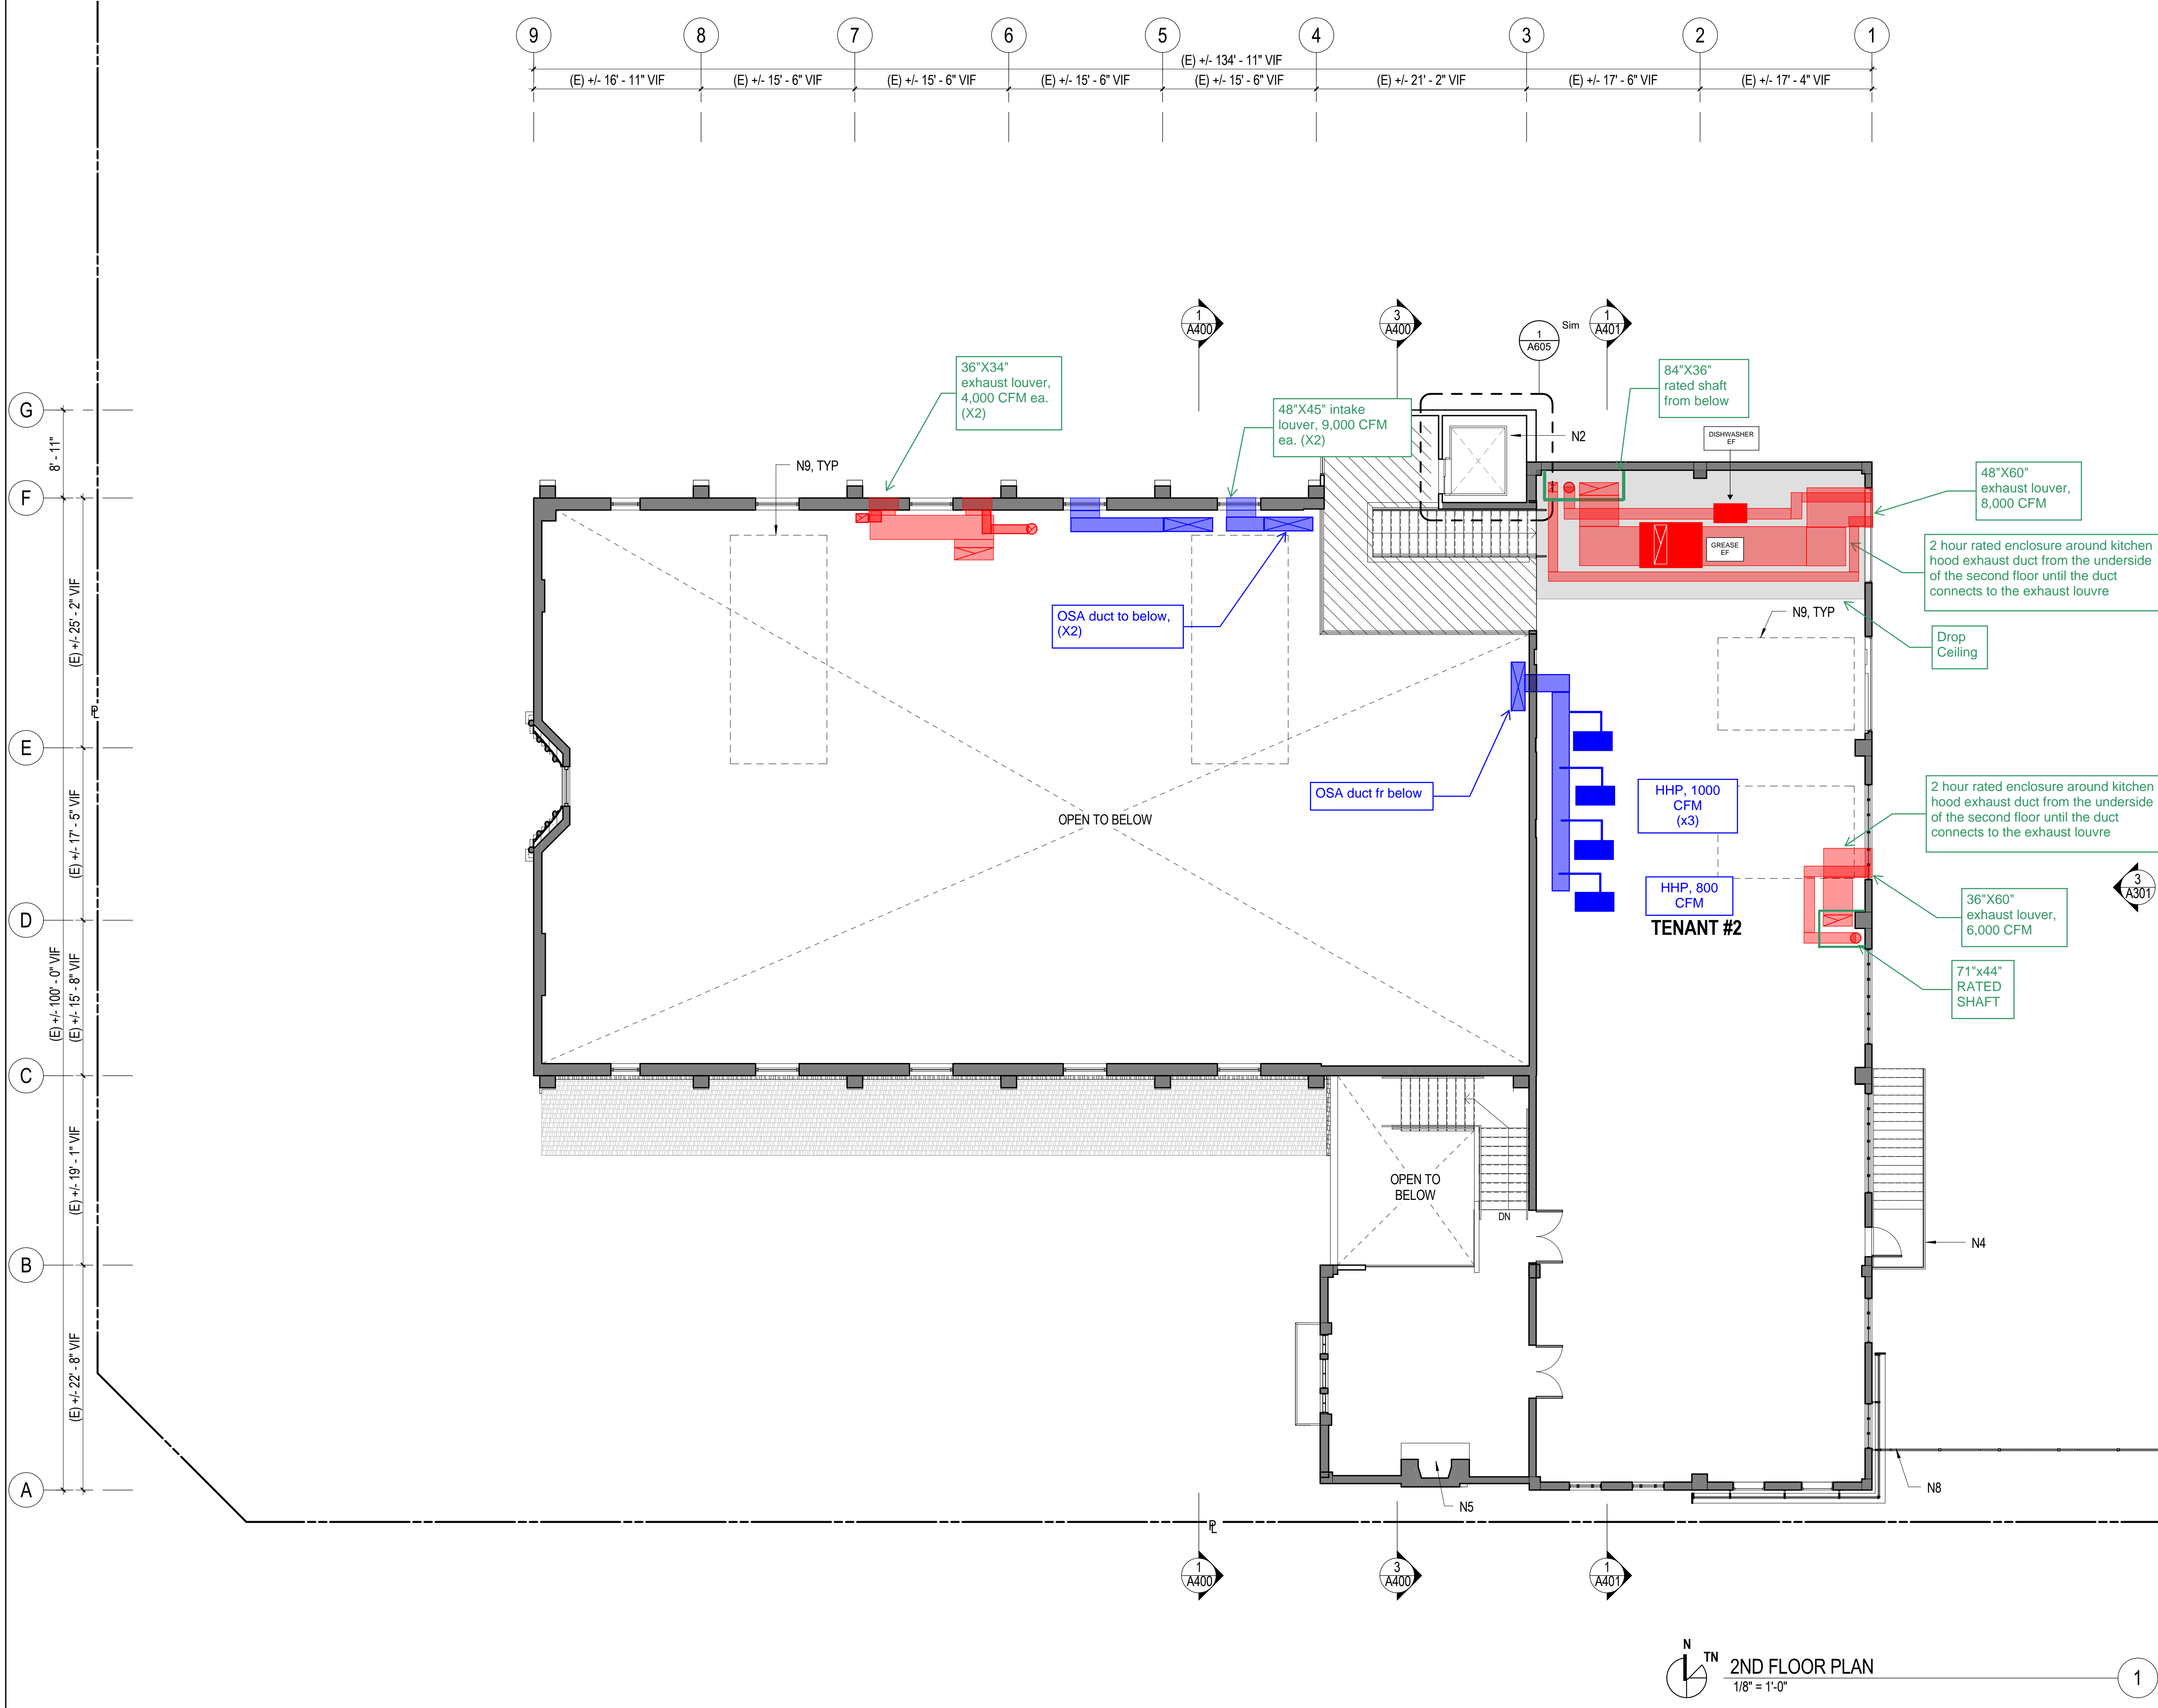 9
8
7
6
5
4
3
2
1
(E) +/- 134' - 11" VIF
(E) +/- 16' - 11" VIF
(E) +/- 15' - 6" VIF
(E) +/- 15' - 6" VIF
(E) +/- 15' - 6" VIF
(E) +/- 15' - 6" VIF
(E) +/- 21' - 2" VIF
(E) +/- 17' - 6" VIF
(E) +/- 17' - 4" VIF
1
A400
3
A400
1
A605
Sim
1
A401
36"X34"
exhaust louver,
4,000 CFM ea.
(X2)
48"X45" intake
louver, 9,000 CFM
ea. (X2)
84"X36"
rated shaft
from below
G
8' - 11"
F
N9, TYP
N2
DISHWASHER
EF
GREASE
EF
48"X60"
exhaust louver,
8,000 CFM
2 hour rated enclosure around kitchen
hood exhaust duct from the underside
of the second floor until the duct
connects to the exhaust louvre
OSA duct to below,
(X2)
N9, TYP
Drop
Ceiling
(E) +/- 25' - 2" VIF
PL
E
OSA duct fr below
OPEN TO BELOW
HHP, 1000
CFM
(x3)
2 hour rated enclosure around kitchen
hood exhaust duct from the underside
of the second floor until the duct
connects to the exhaust louvre
(E) +/- 17' - 5" VIF
HHP, 800
CFM
TENANT #2
3
A301
36"X60"
exhaust louver,
6,000 CFM
D
71"x44"
RATED
SHAFT
(E) +/- 100' - 0" VIF
(E) +/- 15' - 8" VIF
C
(E) +/- 19' - 1" VIF
OPEN TO
BELOW
DN
B
N4
(E) +/- 22' - 8" VIF
A
N5
N8
PL
1
A400
3
A400
1
A401
N
TN
2ND FLOOR PLAN
1/8" = 1'-0"
1